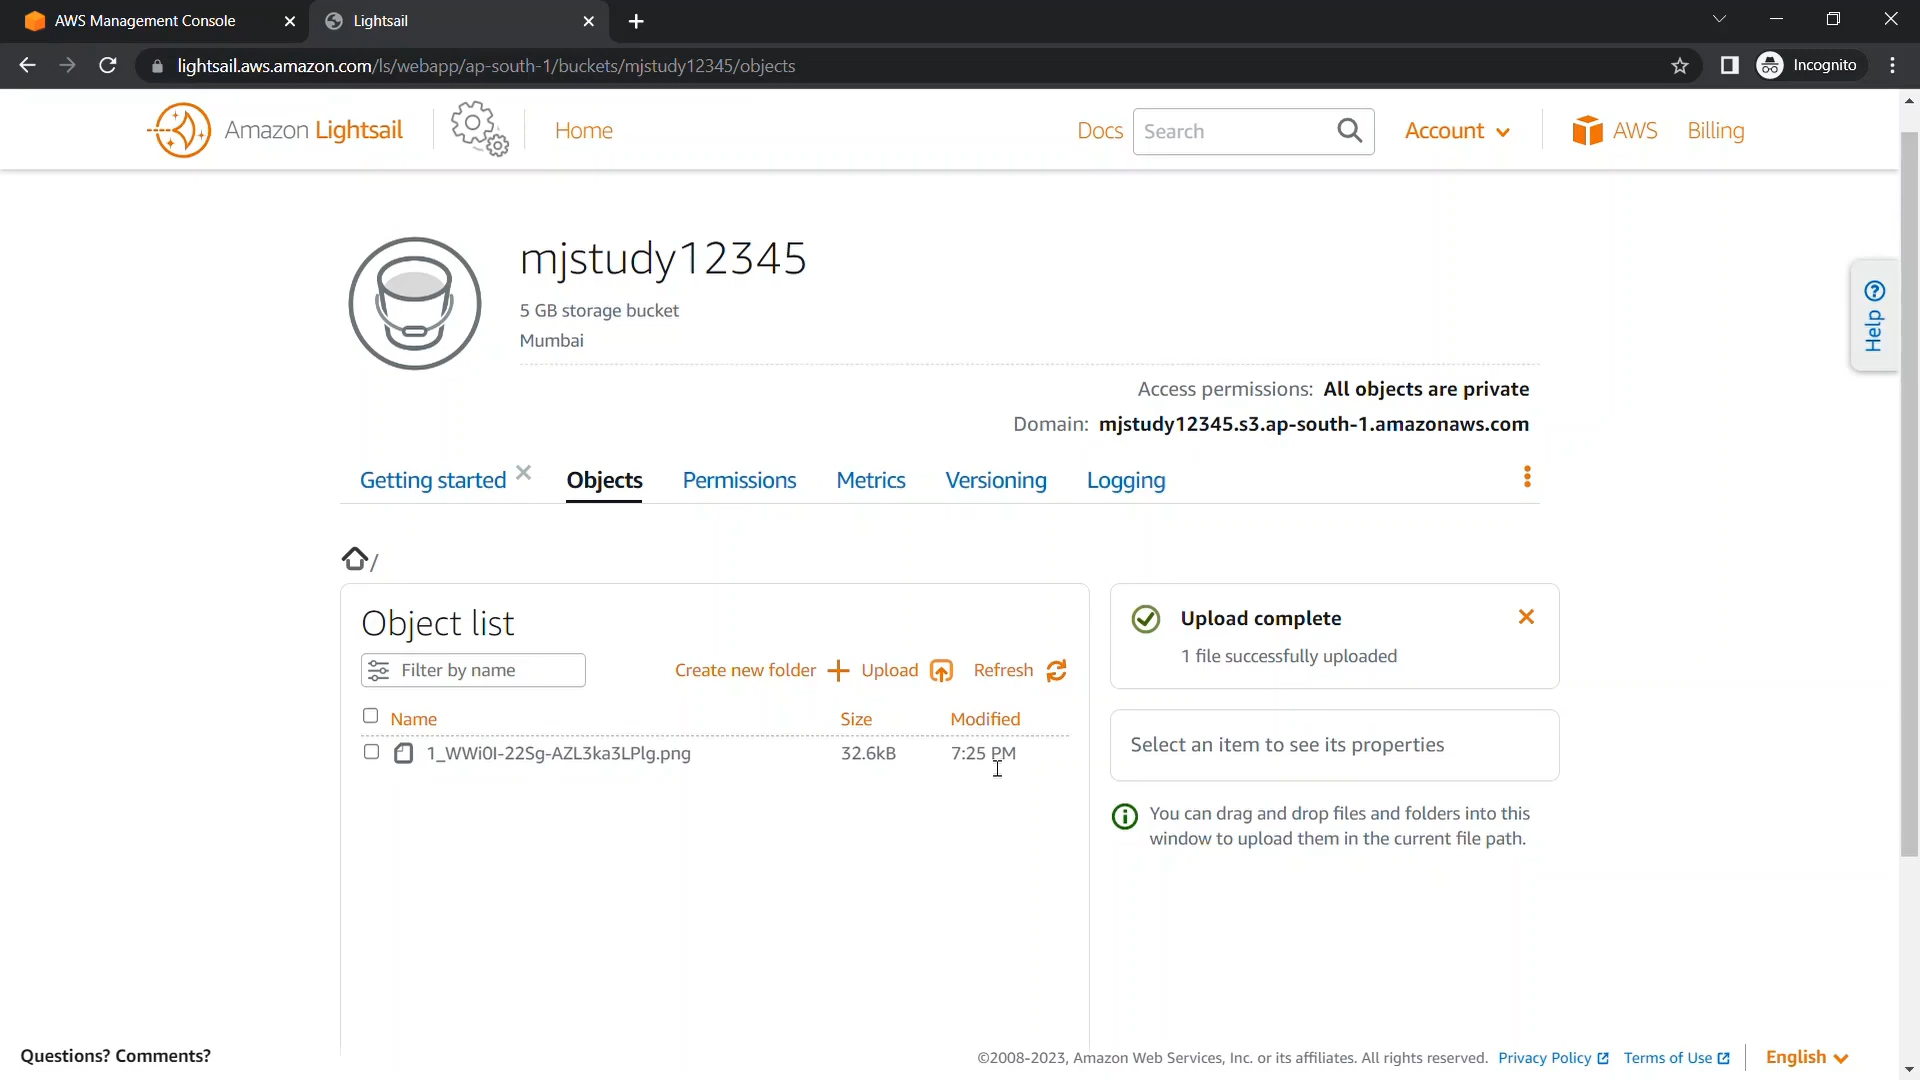 AWS Management Console
Lightsail
lightsail.aws.amazon.com/ls/webapp/ap-south-1/buckets/mjstudy12345/objects
Incognito
Amazon Lightsail
Home
Docs
Search
Account
AWS
Billing
mjstudy12345
5 GB storage bucket
Mumbai
Help
Access permissions: All objects are private
Domain: mjstudy12345.s3.ap-south-1.amazonaws.com
Getting started
Objects
Permissions
Metrics
Versioning
Logging
/
Object list
Filter by name
Create new folder
Upload
Refresh
Name
Size
Modified
1_WWi0I-22Sg-AZL3ka3LPlg.png
32.6kB
7:25 PM
Upload complete
1 file successfully uploaded
Select an item to see its properties
You can drag and drop files and folders into this
window to upload them in the current file path.
Questions? Comments?
©2008-2023, Amazon Web Services, Inc. or its affiliates. All rights reserved.
Privacy Policy
Terms of Use
English